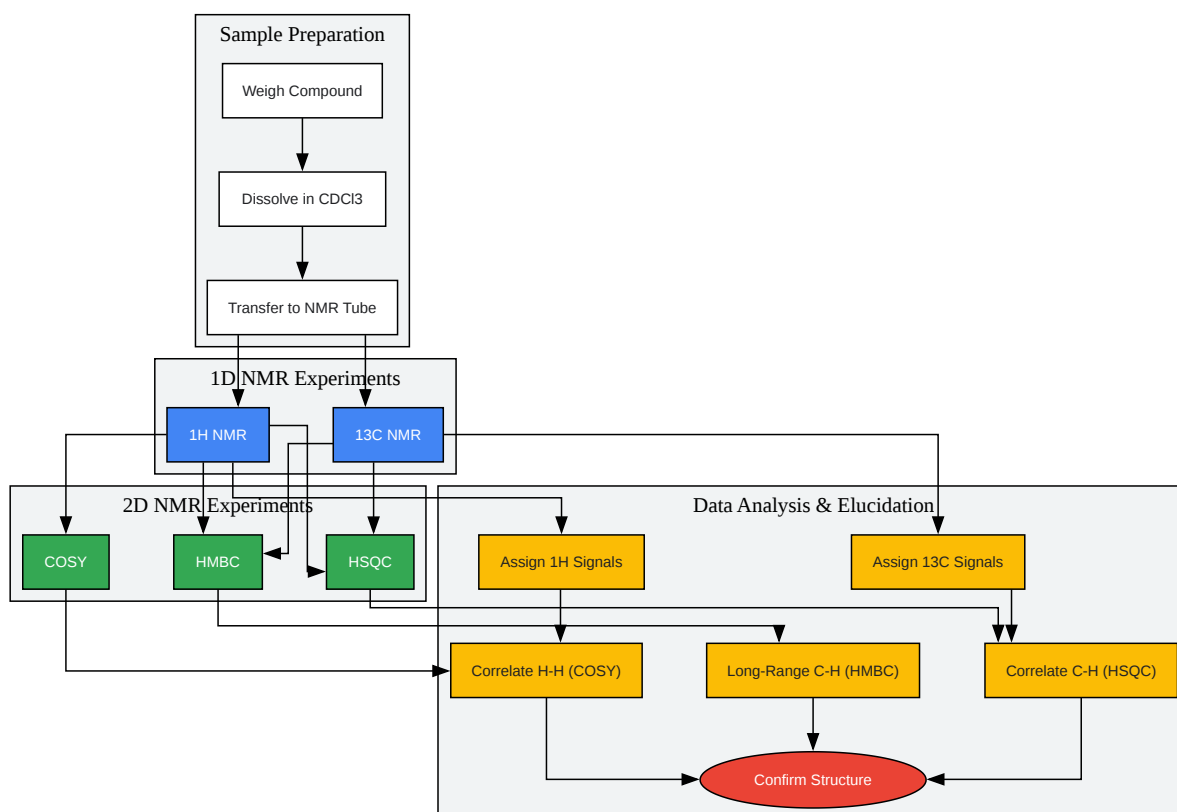 Sample Preparation
Weigh Compound
Dissolve in CDCl3
Transfer to NMR Tube
1D NMR Experiments
1H NMR
13C NMR
2D NMR Experiments
COSY
HMBC
HSQC
Data Analysis & Elucidation
Assign 1H Signals
Assign 13C Signals
Correlate H-H (COSY)
Long-Range C-H (HMBC)
Correlate C-H (HSQC)
Confirm Structure